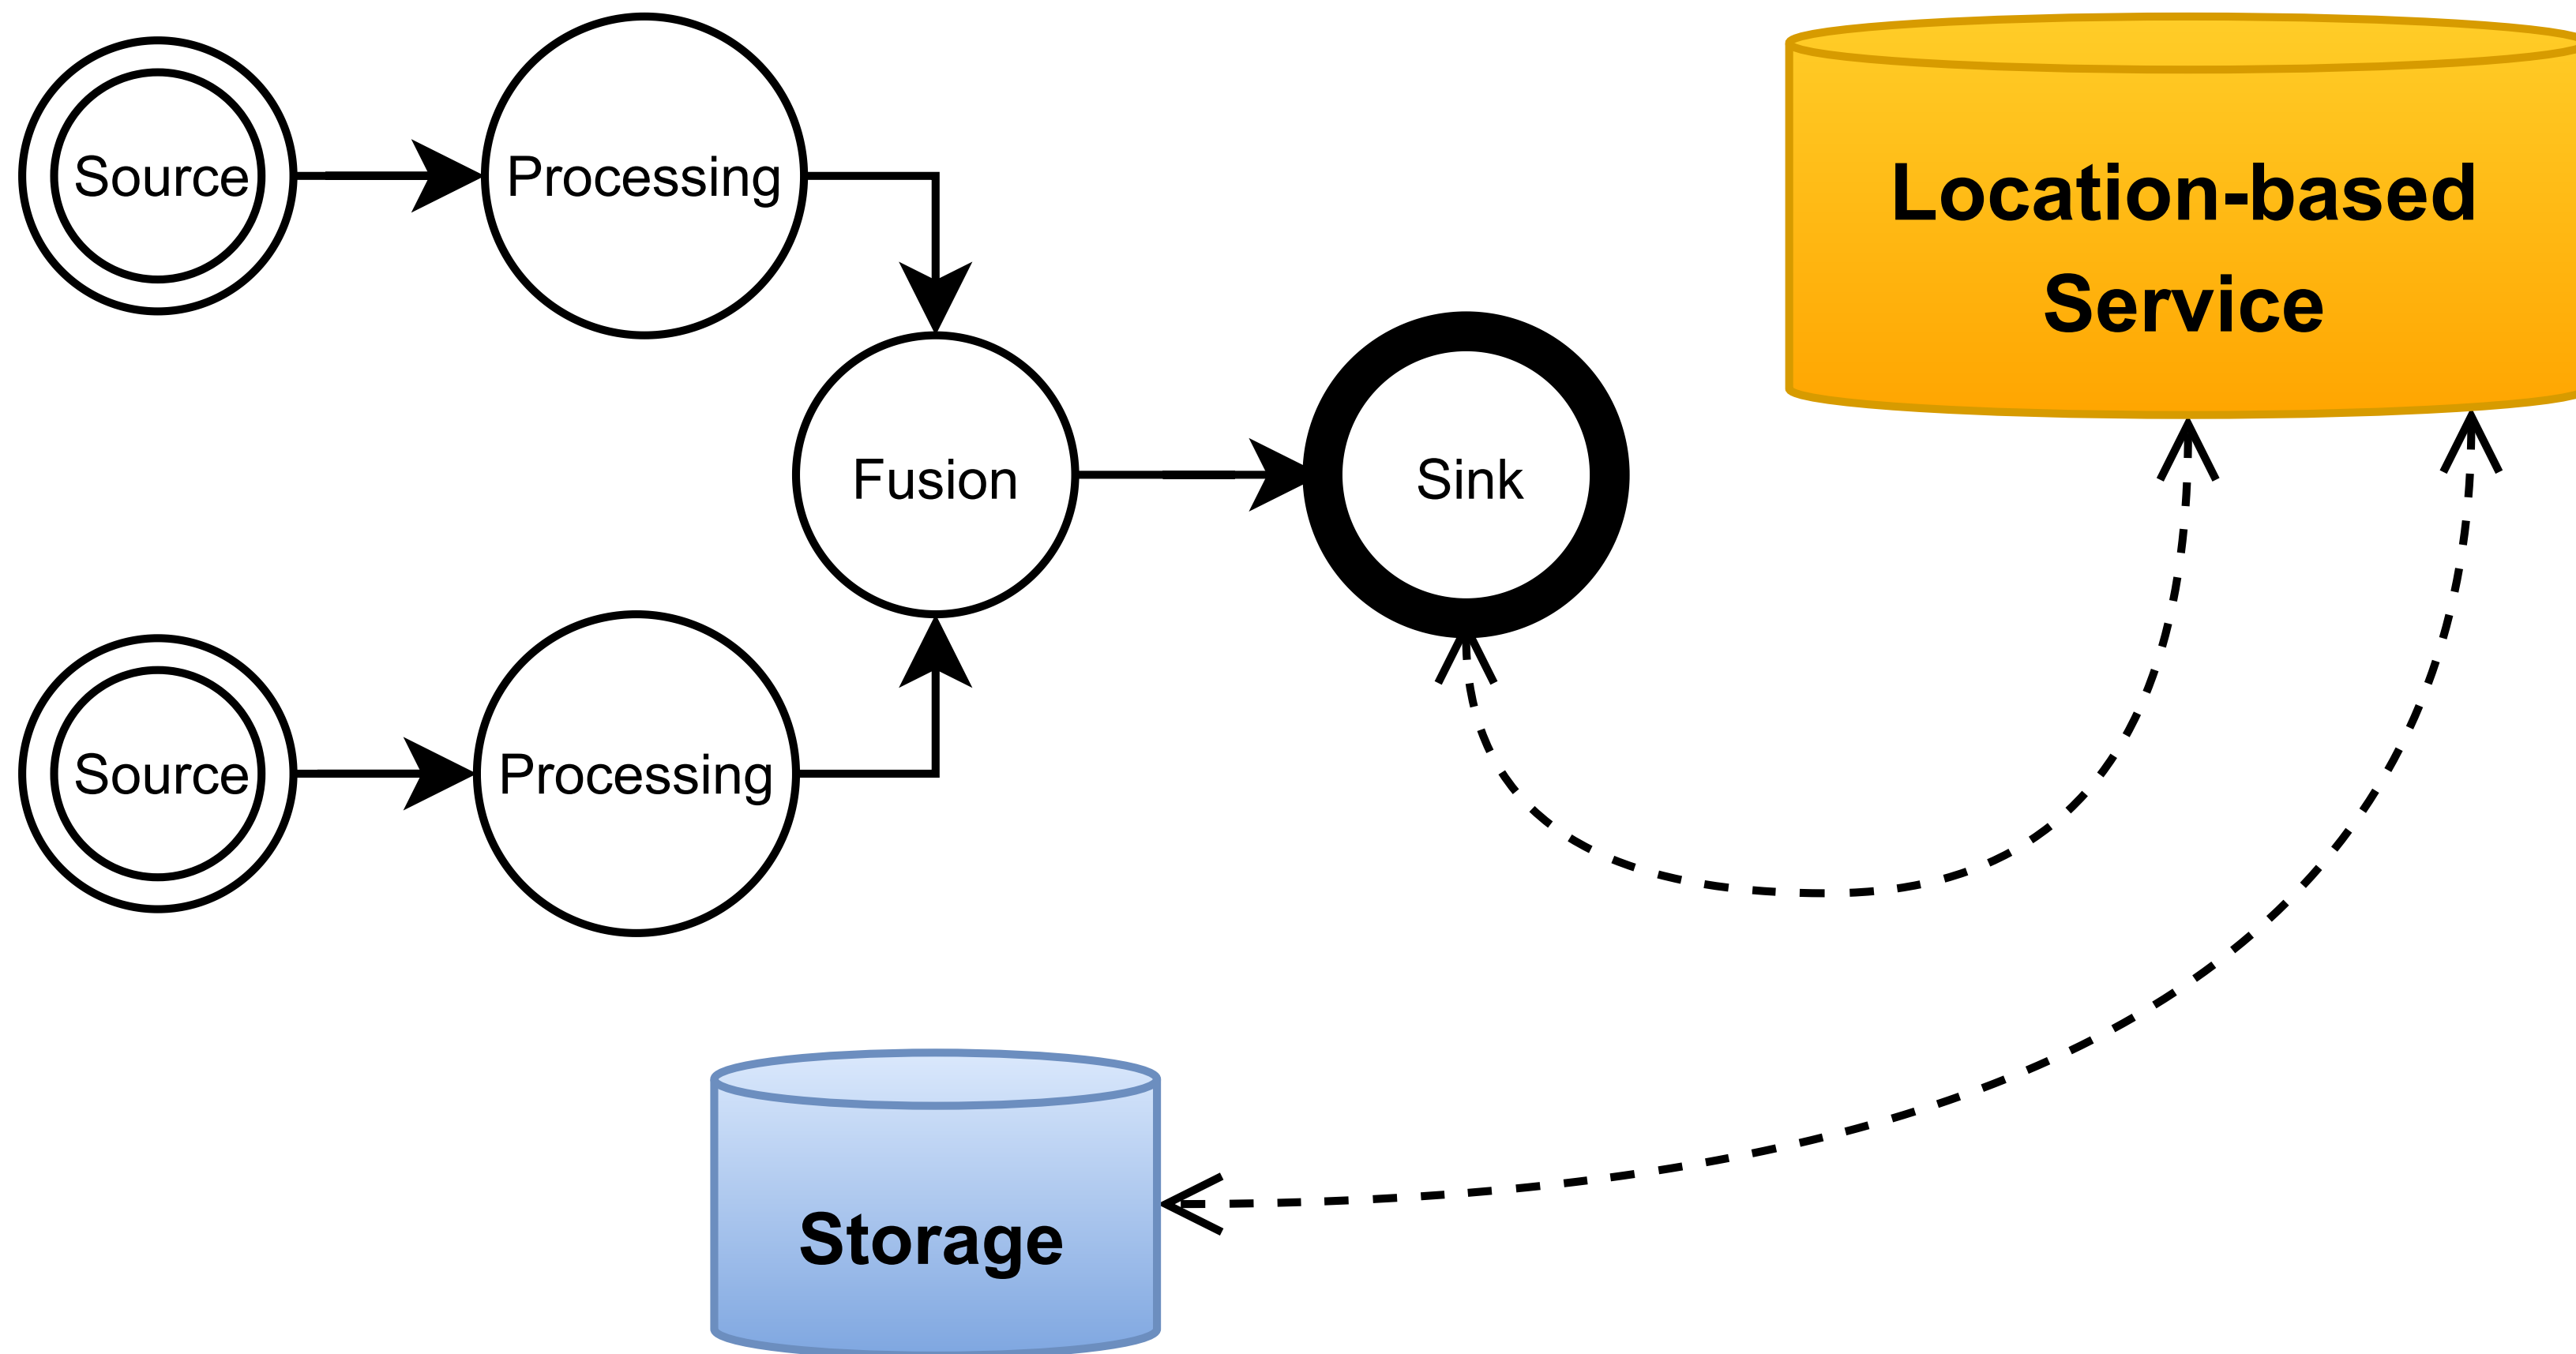 Source
Processing
Location-based
Service
Fusion
Sink
Source
Processing
Storage